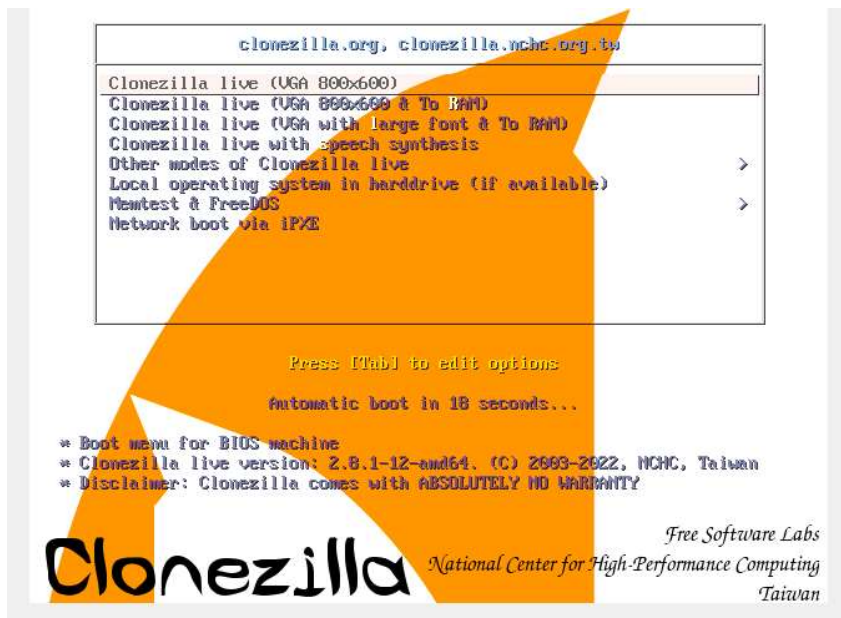 clonezilla.org, clonezilla.nchc.org.tw
Clonezilla live (VGA 800x600)
Clonezilla live (VGA 800x600 & To RAM)
Clonezilla live (VGA with large font & To RAM)
Clonezilla live with speech synthesis
Other modes of Clonezilla live >
Local operating system in harddrive (if available)
Memtest & FreeDOS >
Network boot via iPXE
Press [Tab] to edit options
Automatic boot in 18 seconds...
* Boot menu for BIOS machine
* Clonezilla live version: 2.8.1-12-amd64. (C) 2003-2022, NCHC, Taiwan
* Disclaimer: Clonezilla comes with ABSOLUTELY NO WARRANTY
Free Software Labs
Clonezilla National Center for High-Performance Computing
Taiwan